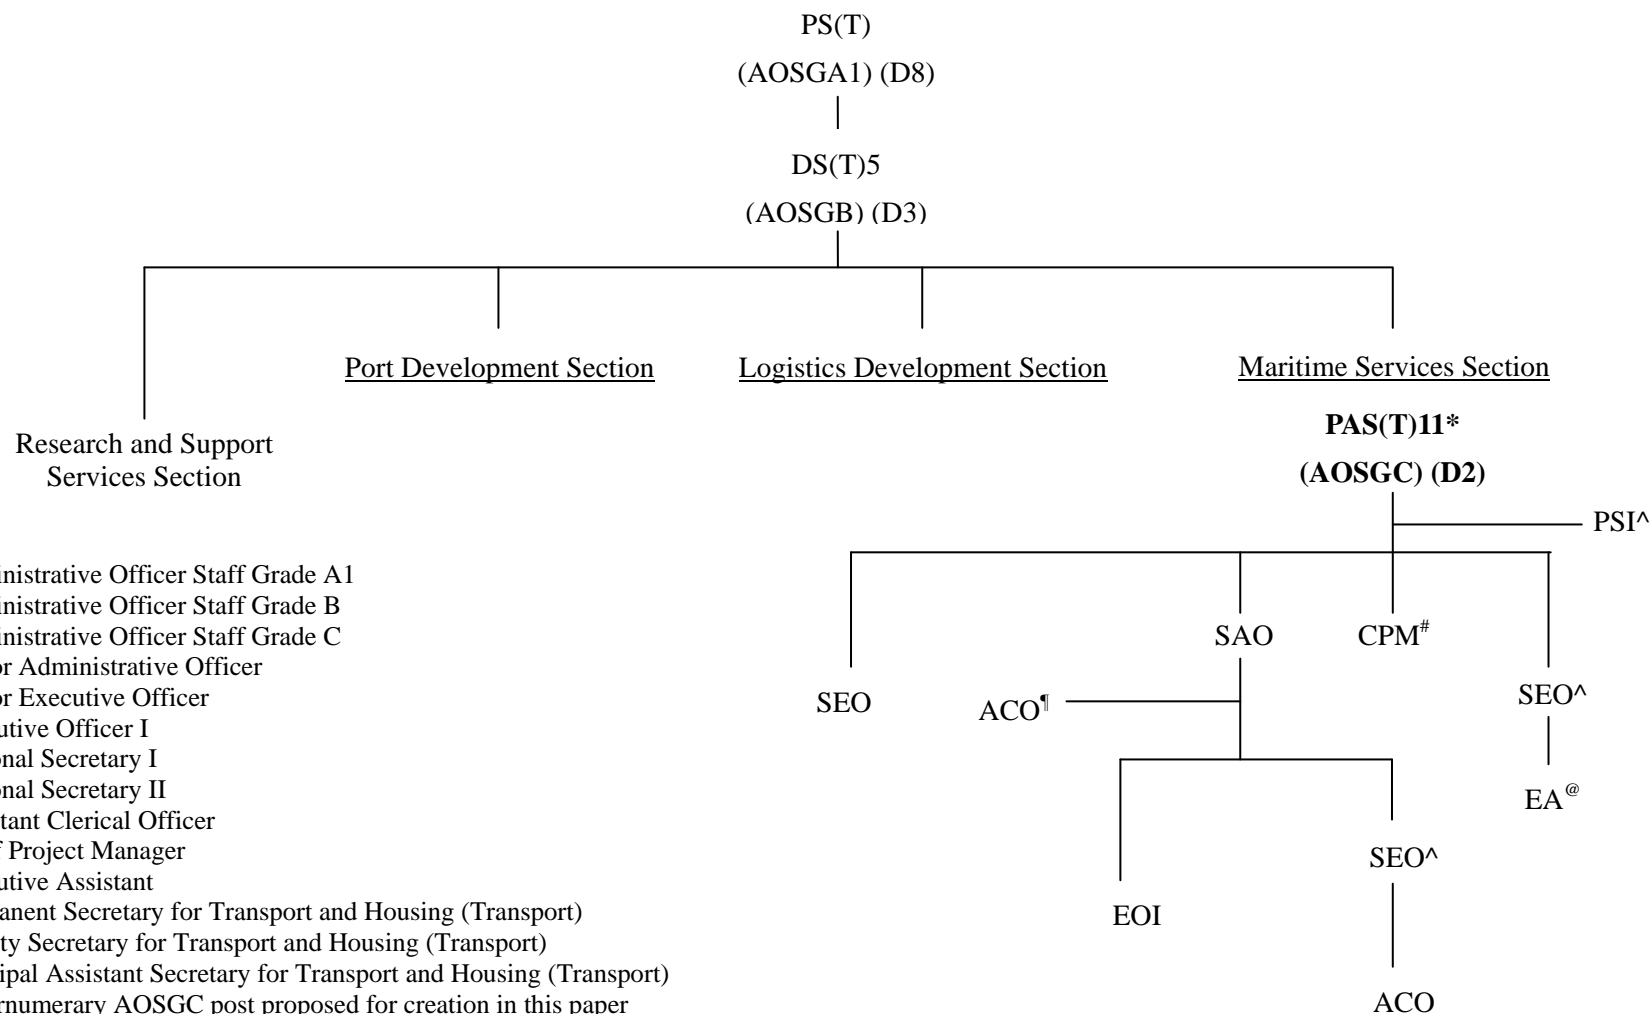 PS(T)
(AOSGA1) (D8)
DS(T)5
(AOSGB) (D3)
Port Development Section
Logistics Development Section
Maritime Services Section
Research and Support
Services Section
PAS(T)11*
(AOSGC) (D2)
PSI^
SEO
SAO
CPM#
SEO^
ACO¶
EA@
EOI
SEO^
ACO
inistrative Officer Staff Grade A1
inistrative Officer Staff Grade B
inistrative Officer Staff Grade C
or Administrative Officer
or Executive Officer
utive Officer I
onal Secretary I
onal Secretary II
tant Clerical Officer
f Project Manager
utive Assistant
anent Secretary for Transport and Housing (Transport)
ty Secretary for Transport and Housing (Transport)
ipal Assistant Secretary for Transport and Housing (Transport)
rnumerary AOSGC post proposed for creation in this paper